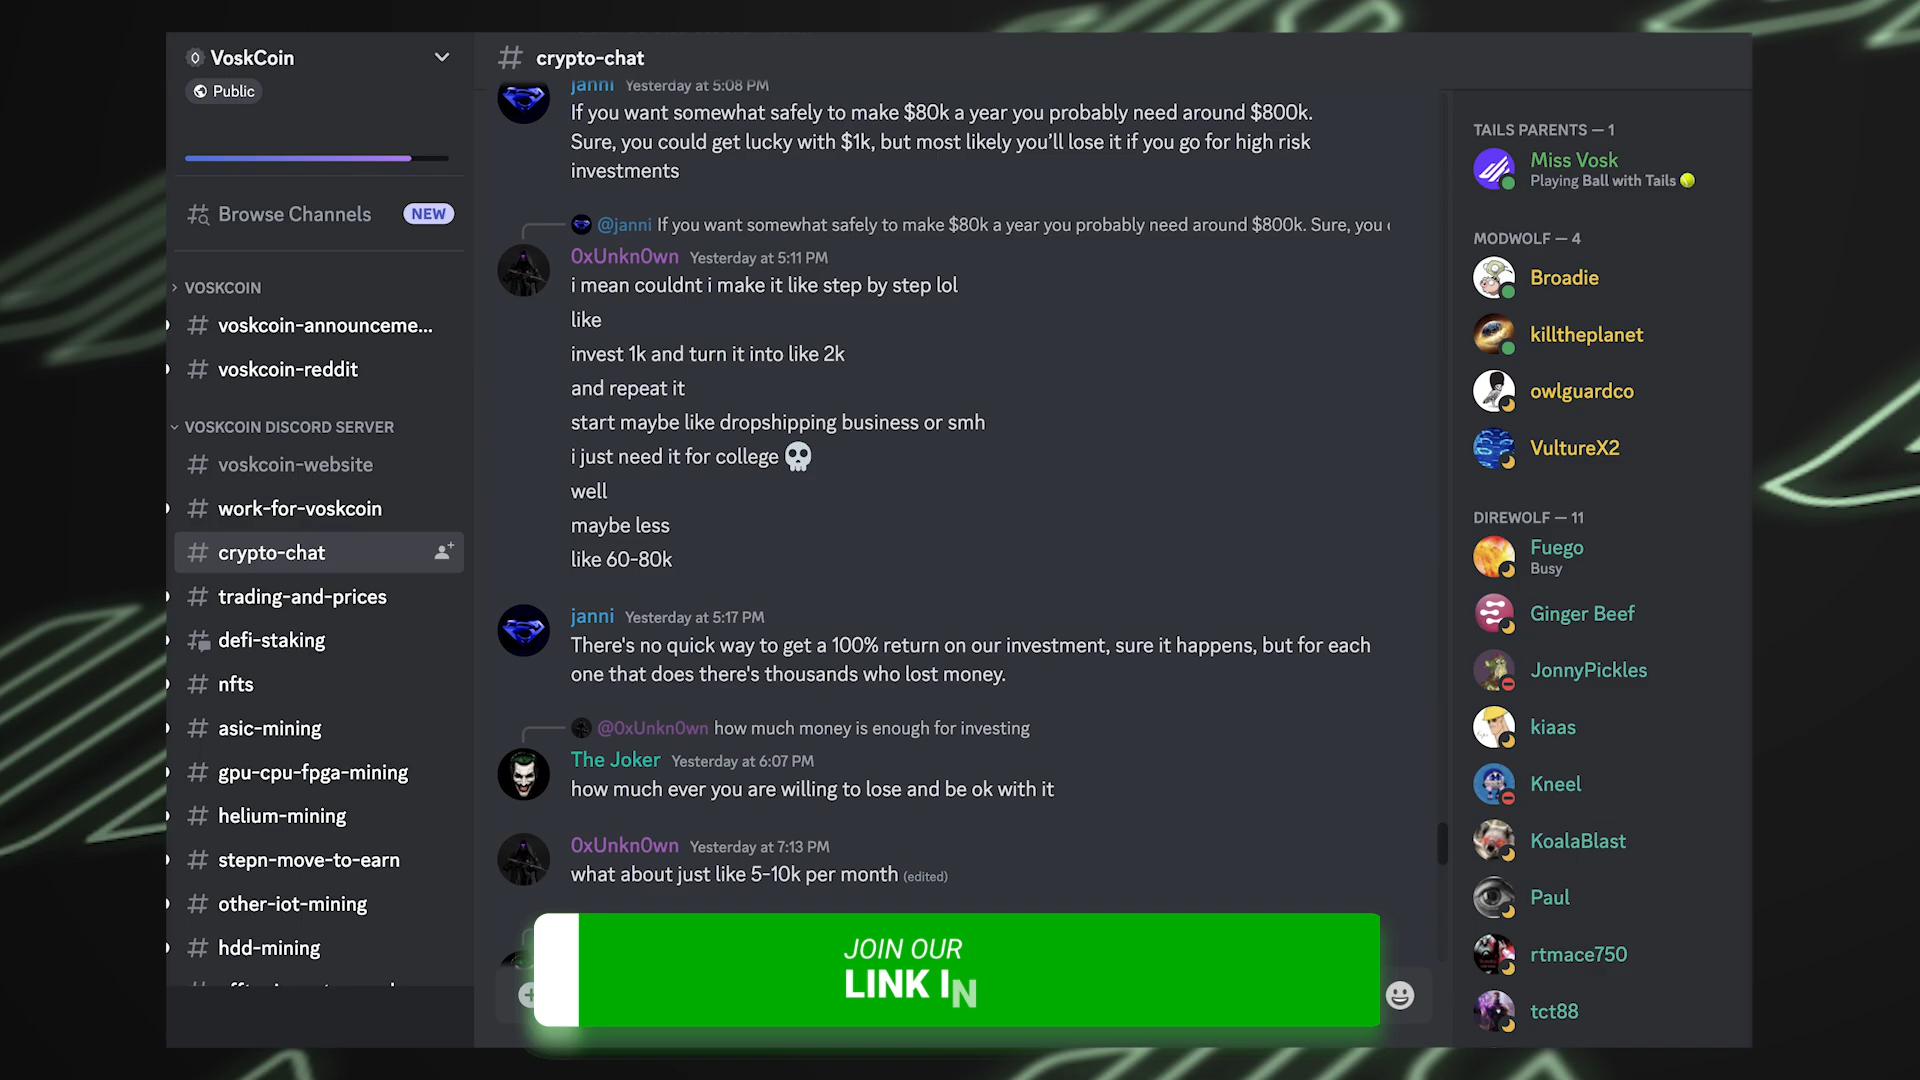 VoskCoin
Public
Browse Channels
NEW
VOSKCOIN
voskcoin-announceme...
voskcoin-reddit
VOSKCOIN DISCORD SERVER
voskcoin-website
work-for-voskcoin
crypto-chat
trading-and-prices
defi-staking
nfts
asic-mining
gpu-cpu-fpga-mining
helium-mining
stepn-move-to-earn
other-iot-mining
hdd-mining
# crypto-chat
janni Yesterday at 5:08 PM
If you want somewhat safely to make $80k a year you probably need around $800k.
Sure, you could get lucky with $1k, but most likely you’ll lose it if you go for high risk
investments
@janni If you want somewhat safely to make $80k a year you probably need around $800k. Sure, you
0xUnkn0wn Yesterday at 5:11 PM
i mean couldnt i make it like step by step lol
like
invest 1k and turn it into like 2k
and repeat it
start maybe like dropshipping business or smh
i just need it for college 💀
well
maybe less
like 60-80k
janni Yesterday at 5:17 PM
There's no quick way to get a 100% return on our investment, sure it happens, but for each
one that does there's thousands who lost money.
@0xUnkn0wn how much money is enough for investing
The Joker Yesterday at 6:07 PM
how much ever you are willing to lose and be ok with it
0xUnkn0wn Yesterday at 7:13 PM
what about just like 5-10k per month (edited)
JOIN OUR
LINK IN
TAILS PARENTS — 1
Miss Vosk
Playing Ball with Tails 🎾
MODWOLF — 4
Broadie
killtheplanet
owlguardco
VultureX2
DIREWOLF — 11
Fuego
Busy
Ginger Beef
JonnyPickles
kiaas
Kneel
KoalaBlast
Paul
rtmace750
tct88